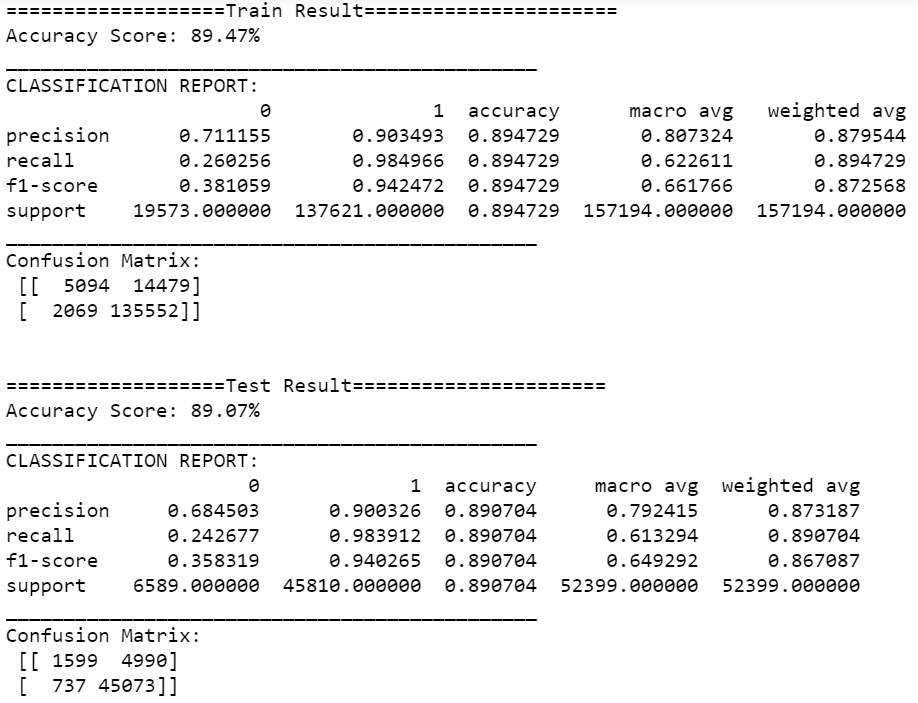 ===================Train Result======================
Accuracy Score: 89.47%
_______________________________________________
CLASSIFICATION REPORT:
                      0              1  accuracy      macro avg   weighted avg
precision      0.711155       0.903493  0.894729       0.807324       0.879544
recall         0.260256       0.984966  0.894729       0.622611       0.894729
f1-score       0.381059       0.942472  0.894729       0.661766       0.872568
support    19573.000000  137621.000000  0.894729  157194.000000  157194.000000
_______________________________________________
Confusion Matrix:
 [[  5094  14479]
 [  2069 135552]]
===================Test Result======================
Accuracy Score: 89.07%
_______________________________________________
CLASSIFICATION REPORT:
                     0             1  accuracy     macro avg  weighted avg
precision     0.684503      0.900326  0.890704      0.792415      0.873187
recall        0.242677      0.983912  0.890704      0.613294      0.890704
f1-score      0.358319      0.940265  0.890704      0.649292      0.867087
support    6589.000000  45810.000000  0.890704  52399.000000  52399.000000
_______________________________________________
Confusion Matrix:
 [[ 1599  4990]
 [  737 45073]]